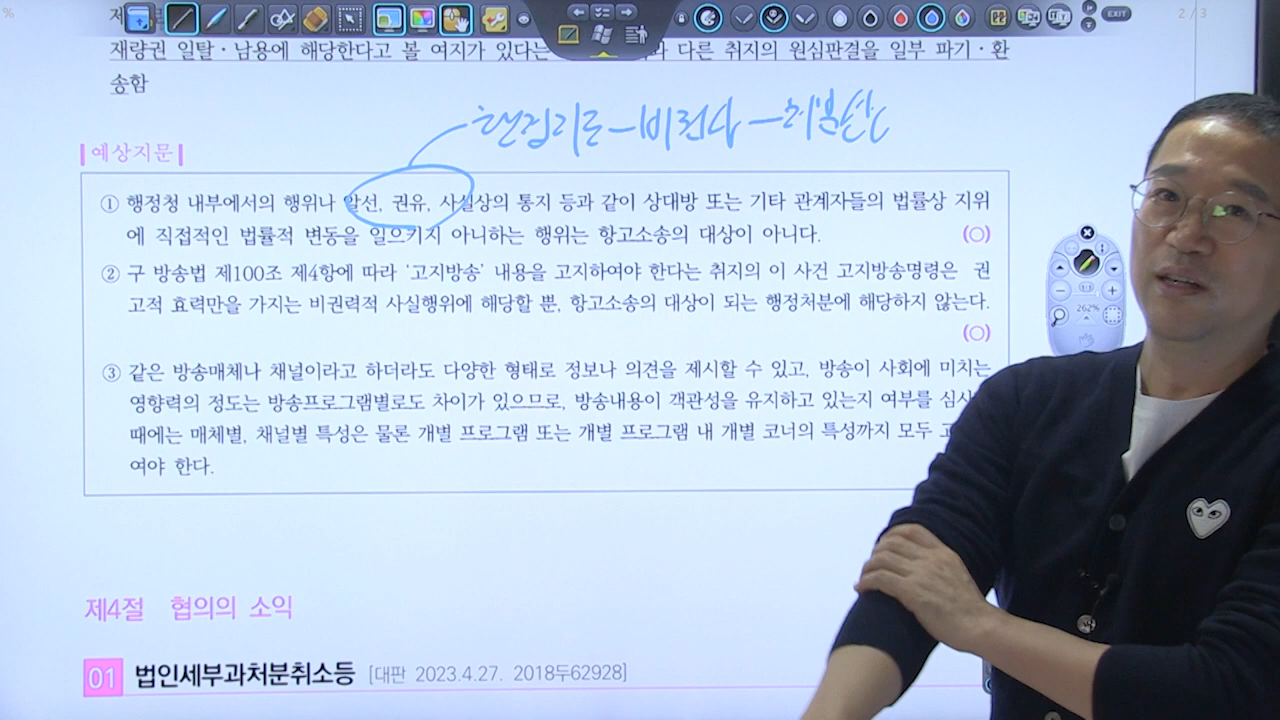 재량권 일탈·남용에 해당한다고 볼 여지가 있다는 다른 취지의 원심판결을 일부 파기·환
송함
예상지문
① 행정청 내부에서의 행위나 알선, 권유, 사실상의 통지 등과 같이 상대방 또는 기타 관계자들의 법률상 지위
에 직접적인 법률적 변동을 일으키지 아니하는 행위는 항고소송의 대상이 아니다. (○)
② 구 방송법 제100조 제4항에 따라 '고지방송' 내용을 고지하여야 한다는 취지의 이 사건 고지방송명령은 권
고적 효력만을 가지는 비권력적 사실행위에 해당할 뿐, 항고소송의 대상이 되는 행정처분에 해당하지 않는다.
(○)
③ 같은 방송매체나 채널이라고 하더라도 다양한 형태로 정보나 의견을 제시할 수 있고, 방송이 사회에 미치는
영향력의 정도는 방송프로그램별로도 차이가 있으므로, 방송내용이 객관성을 유지하고 있는지 여부를 심사
때에는 매체별, 채널별 특성은 물론 개별 프로그램 또는 개별 프로그램 내 개별 코너의 특성까지 모두
여야 한다.
제4절 협의의 소익
01 법인세부과처분취소등 [대판 2023.4.27. 2018두62928]
2 / 3
EXIT
262%